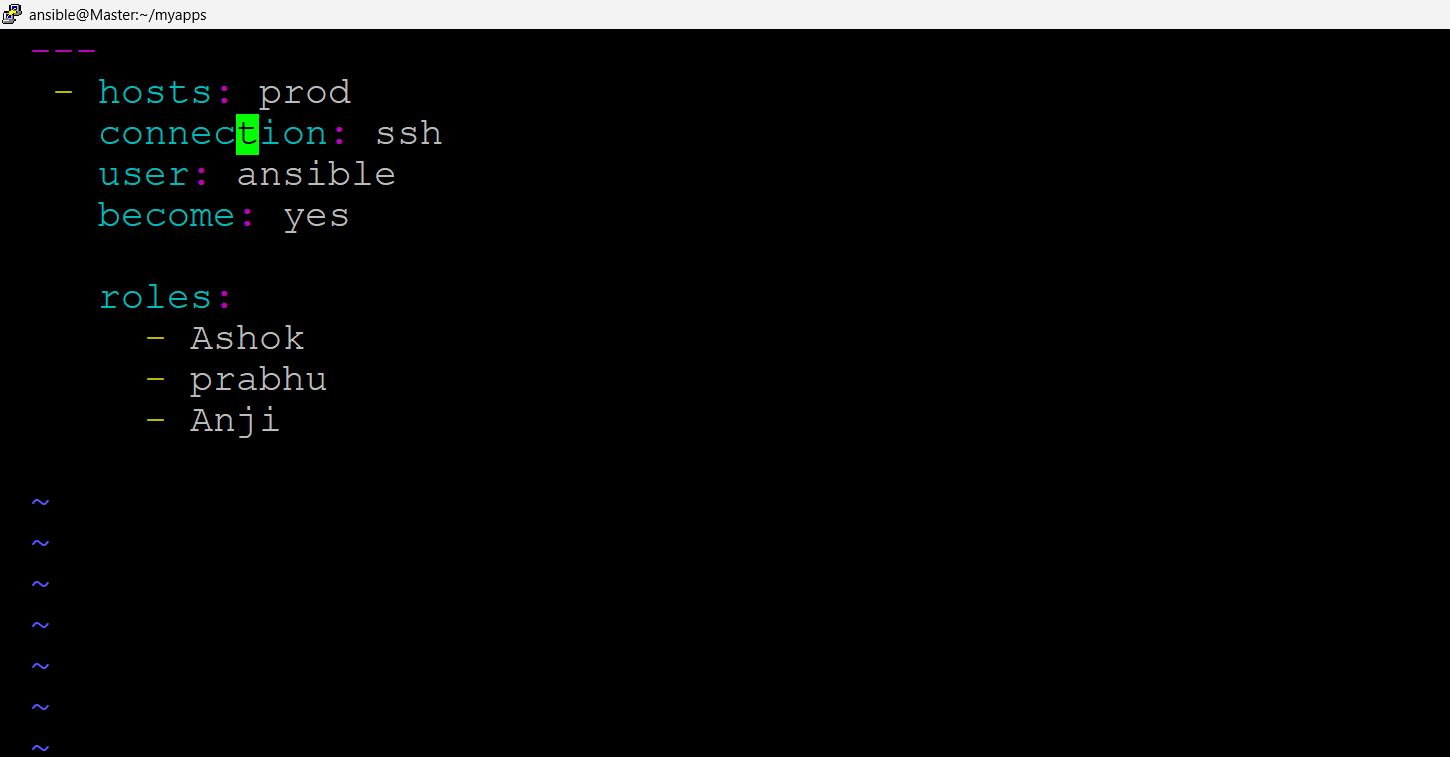 ansible@Master:~/myapps
---
 - hosts: prod
   connection: ssh
   user: ansible
   become: yes

   roles:
     - Ashok
     - prabhu
     - Anji

~
~
~
~
~
~
~